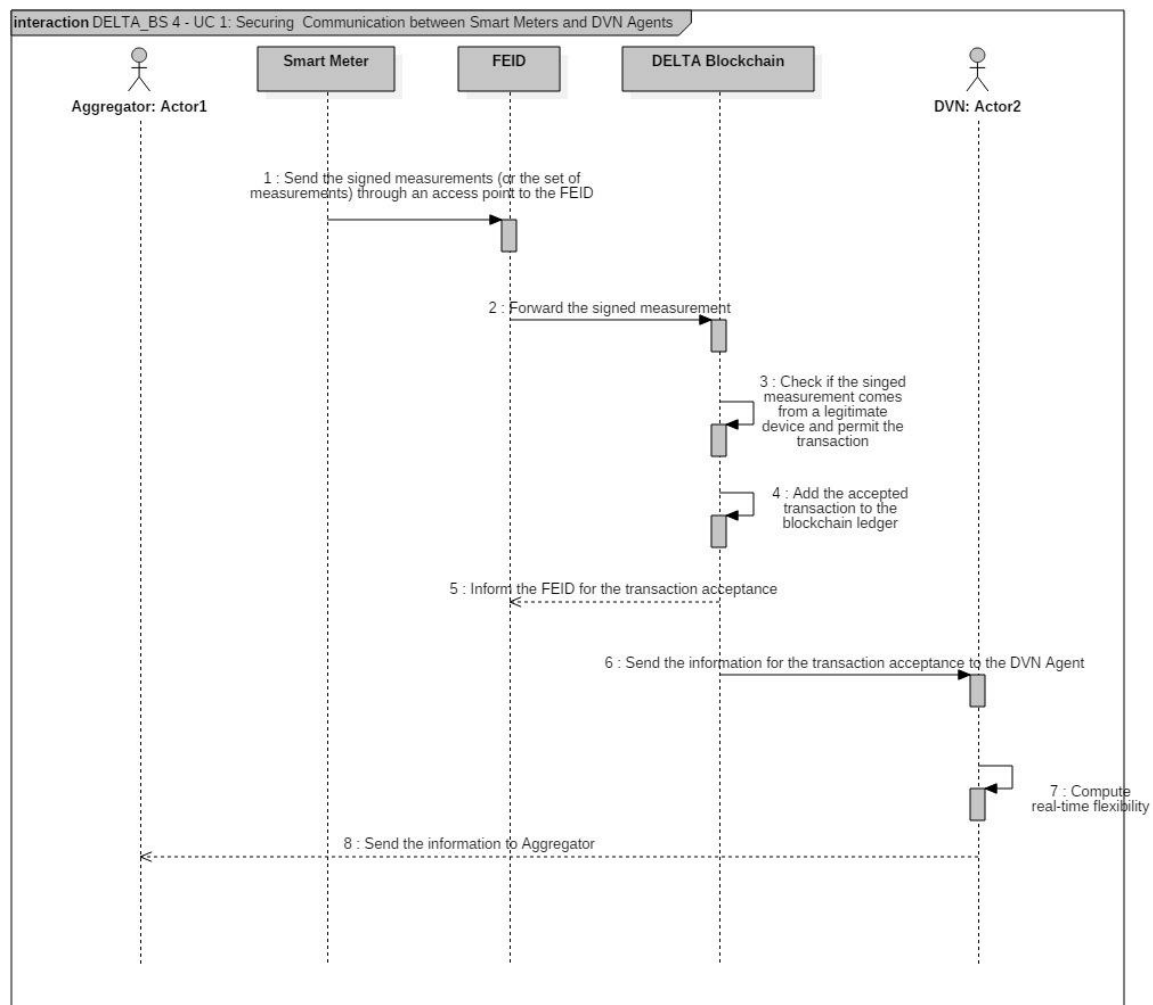 interaction DELTA_BS 4 - UC 1: Securing  Communication between Smart Meters and DVN Agents
Smart Meter
FEID
DELTA Blockchain
Aggregator: Actor1
DVN: Actor2
1 : Send the signed measurements (or the set of
measurements) through an access point to the FEID
2 : Forward the signed measurement
3 : Check if the singed
measurement comes
from a legitimate
device and permit the
transaction
4 : Add the accepted
transaction to the
blockchain ledger
5 : Inform the FEID for the transaction acceptance
6 : Send the information for the transaction acceptance to the DVN Agent
7 : Compute
real-time flexibility
8 : Send the information to Aggregator